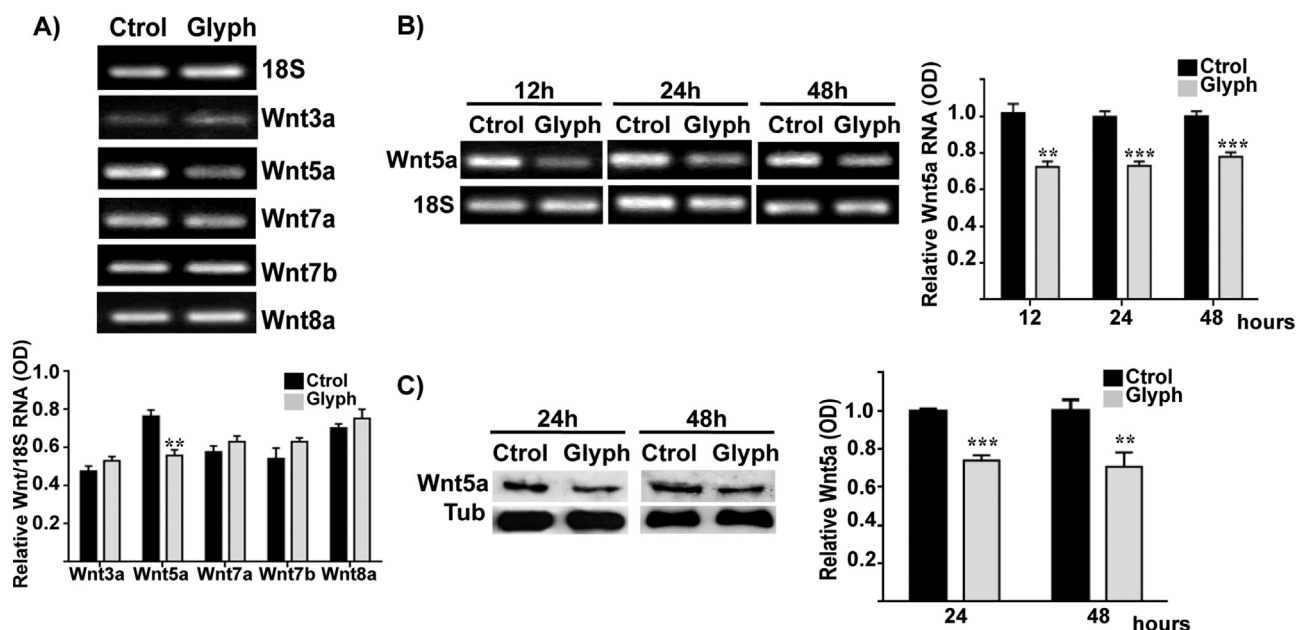 A)
Ctrol Glyph
18S
Wnt3a
Wnt5a
Wnt7a
Wnt7b
Wnt8a
Relative Wnt/18S RNA (OD)
1.0
0.8
0.6
0.4
0.2
Ctrol
Glyph
**
Wnt3a Wnt5a Wnt7a Wnt7b Wnt8a
B)
12h 24h 48h
Ctrol Glyph Ctrol Glyph Ctrol Glyph
Wnt5a
18S
Relative Wnt5a RNA (OD)
1.0
0.8
0.6
0.4
0.2
Ctrol
Glyph
** *** ***
12 24 48 hours
C)
24h 48h
Ctrol Glyph Ctrol Glyph
Wnt5a
Tub
Relative Wnt5a (OD)
1.0
0.8
0.6
0.4
0.2
Ctrol
Glyph
*** **
24 48 hours